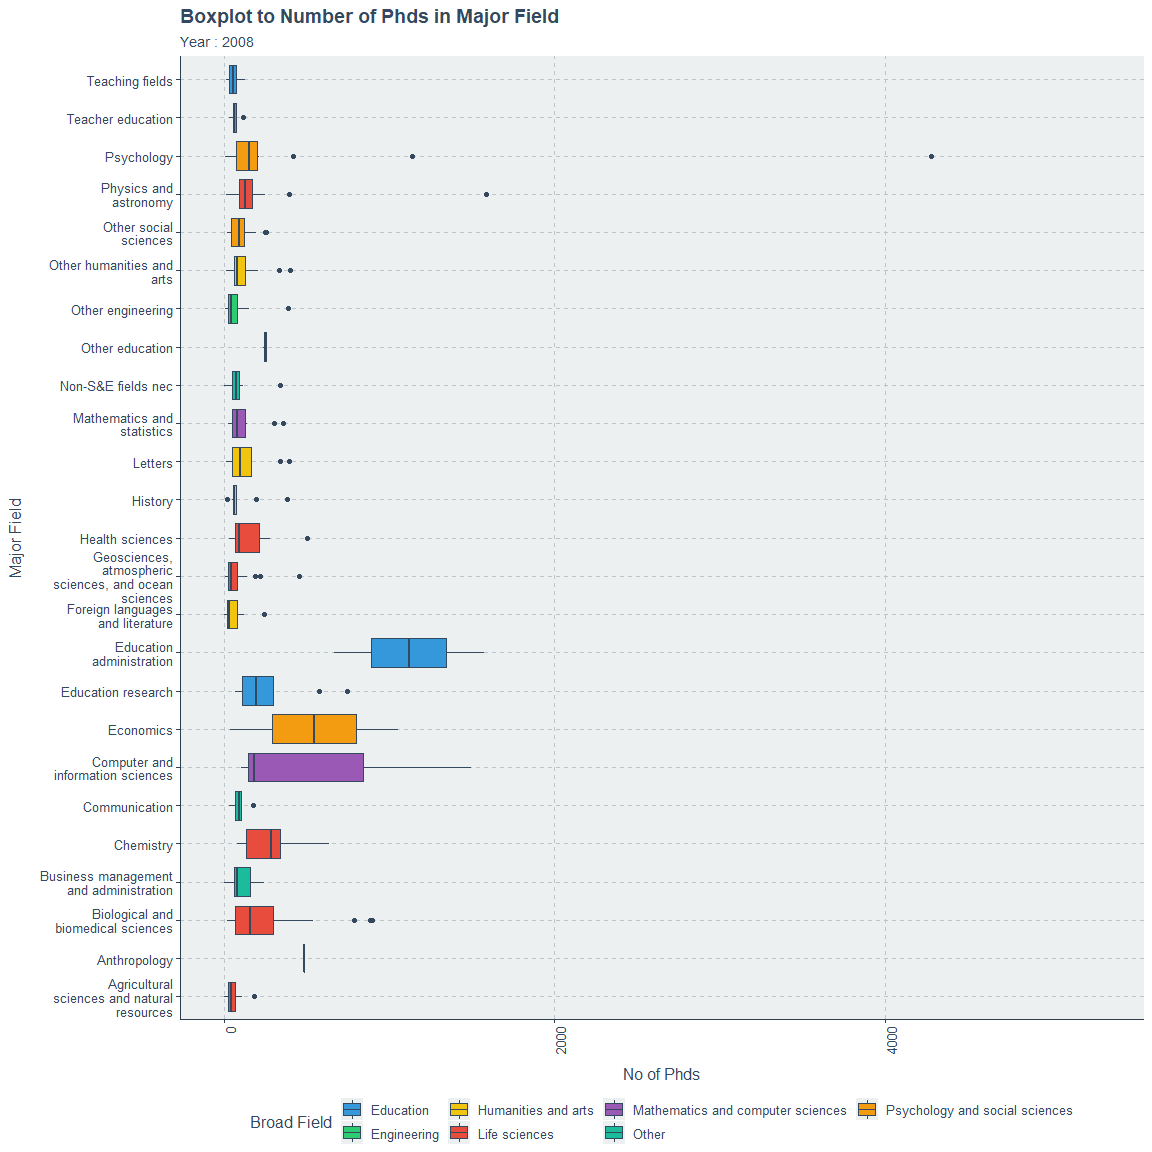 Boxplot to Number of Phds in Major Field
Year : 2008
Teaching fields
Teacher education
Psychology
Physics and
astronomy
Other social
sciences
Other humanities and
arts
Other engineering
Other education
Non-S&E fields nec
Mathematics and
statistics
Letters
History
Health sciences
Geosciences,
atmospheric
sciences, and ocean
sciences
Foreign languages
and literature
Education
administration
Education research
Economics
Computer and
information sciences
Communication
Chemistry
Business management
and administration
Biological and
biomedical sciences
Anthropology
Agricultural
sciences and natural
resources
Major Field
0
2000
4000
No of Phds
Broad Field
Education
Humanities and arts
Mathematics and computer sciences
Psychology and social sciences
Engineering
Life sciences
Other